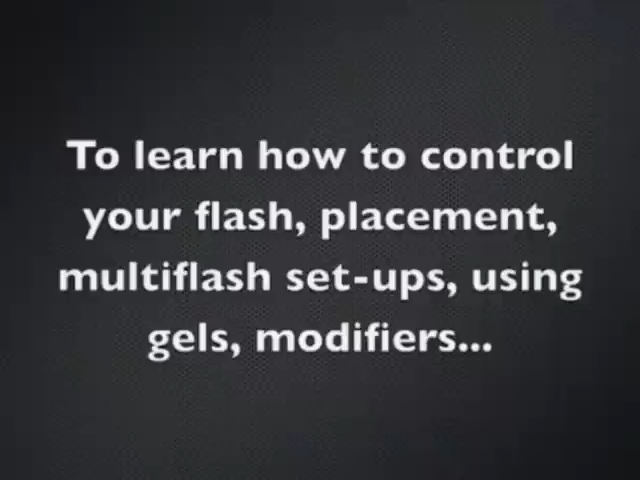 To learn how to control
your flash, placement,
multiflash set-ups, using
gels, modifiers...